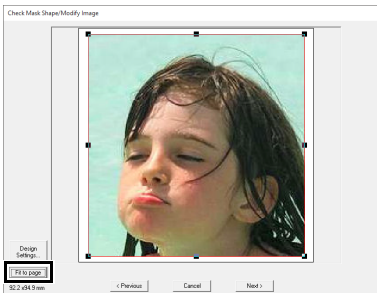 Check Mask Shape/Modify Image
Design
Settings...
Fit to page
92.2 x94.9 mm
< Previous
Cancel
Next >